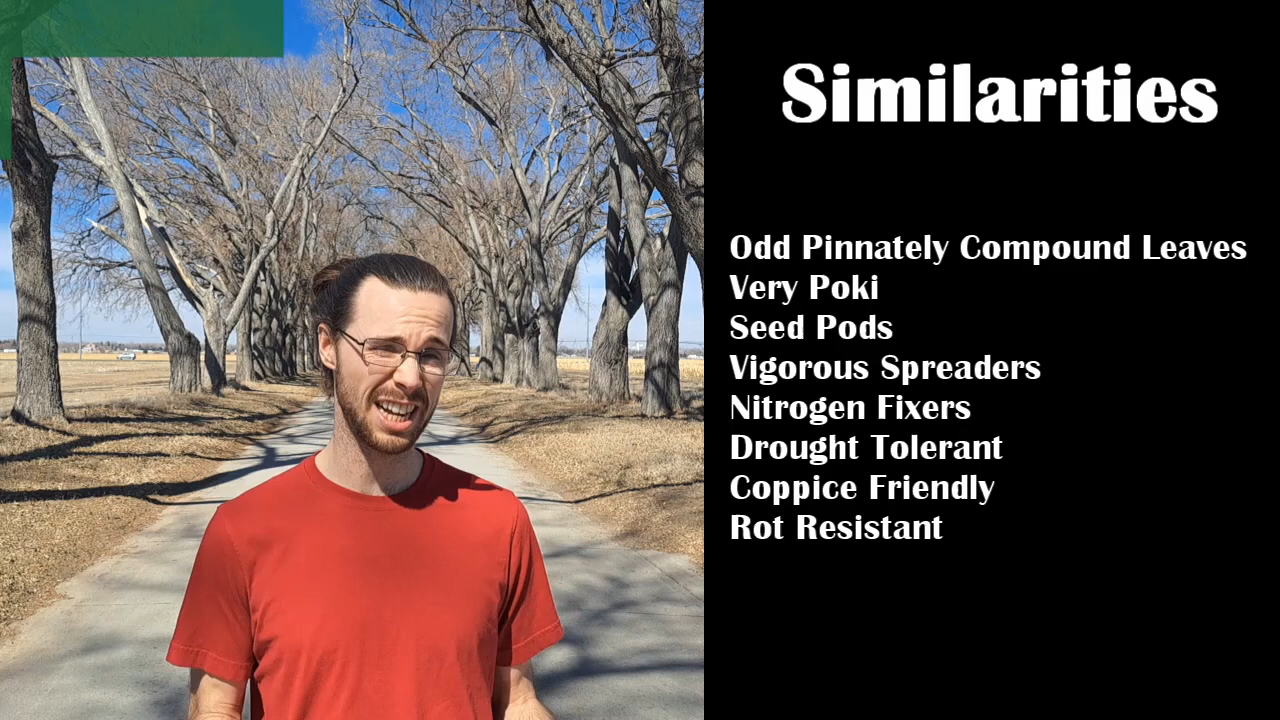 Similarities
Odd Pinnately Compound Leaves
Very Poki
Seed Pods
Vigorous Spreaders
Nitrogen Fixers
Drought Tolerant
Coppice Friendly
Rot Resistant